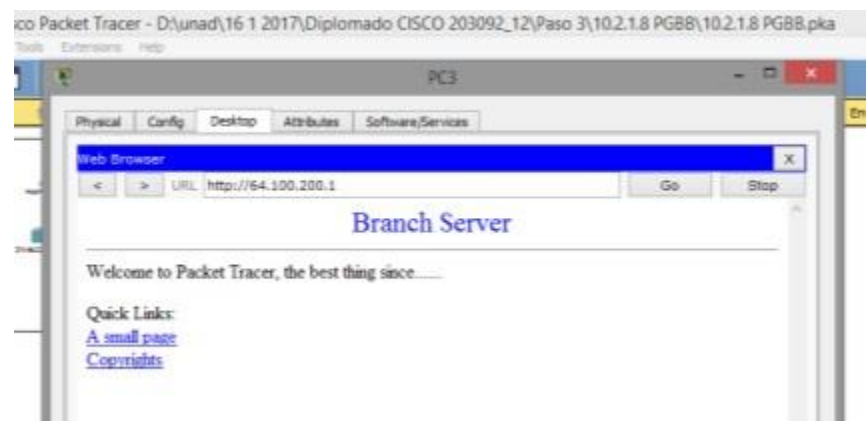 sco Packet Tracer - D:\unad\16 1 2017\Diplomado CISCO 203092_12\Paso 3\10.2.1.8 PGBB\10.2.1.8 PGBB.pka
Tools Extensions Help
PC3
Physical Config Desktop Attributes Software/Services
En
Web Browser X
< > URL http://64.100.200.1 Go Stop
Branch Server
Welcome to Packet Tracer, the best thing since......
Quick Links:
A small page
Copyrights